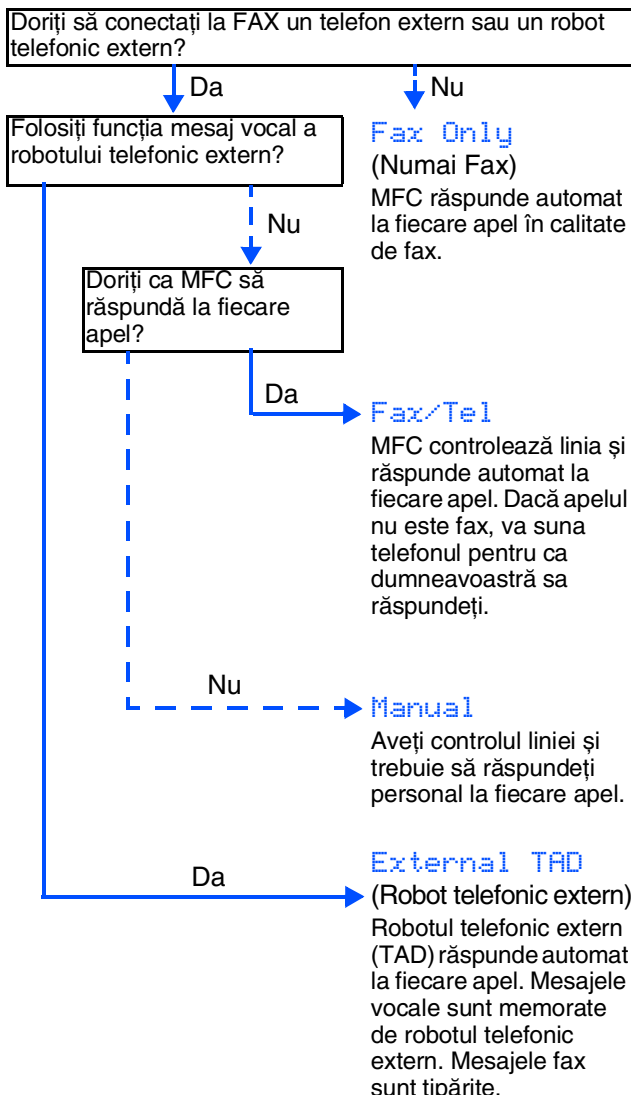 Doriți să conectați la FAX un telefon extern sau un robot
telefonic extern?
Da
Nu
Folosiți funcția mesaj vocal a
robotului telefonic extern?
Fax Only
(Numai Fax)
MFC răspunde automat
la fiecare apel în calitate
de fax.
Nu
Doriți ca MFC să
răspundă la fiecare
apel?
Da
Fax/Tel
MFC controlează linia și
răspunde automat la
fiecare apel. Dacă apelul
nu este fax, va suna
telefonul pentru ca
dumneavoastră sa
răspundeți.
Nu
Manual
Aveți controlul liniei și
trebuie să răspundeți
personal la fiecare apel.
Da
External TAD
(Robot telefonic extern)
Robotul telefonic extern
(TAD) răspunde automat
la fiecare apel. Mesajele
vocale sunt memorate
de robotul telefonic
extern. Mesajele fax
sunt tipărite.